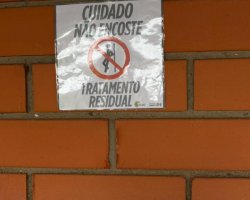 CUIDADO
NÃO ENCOSTE
TRATAMENTO
RESIDUAL